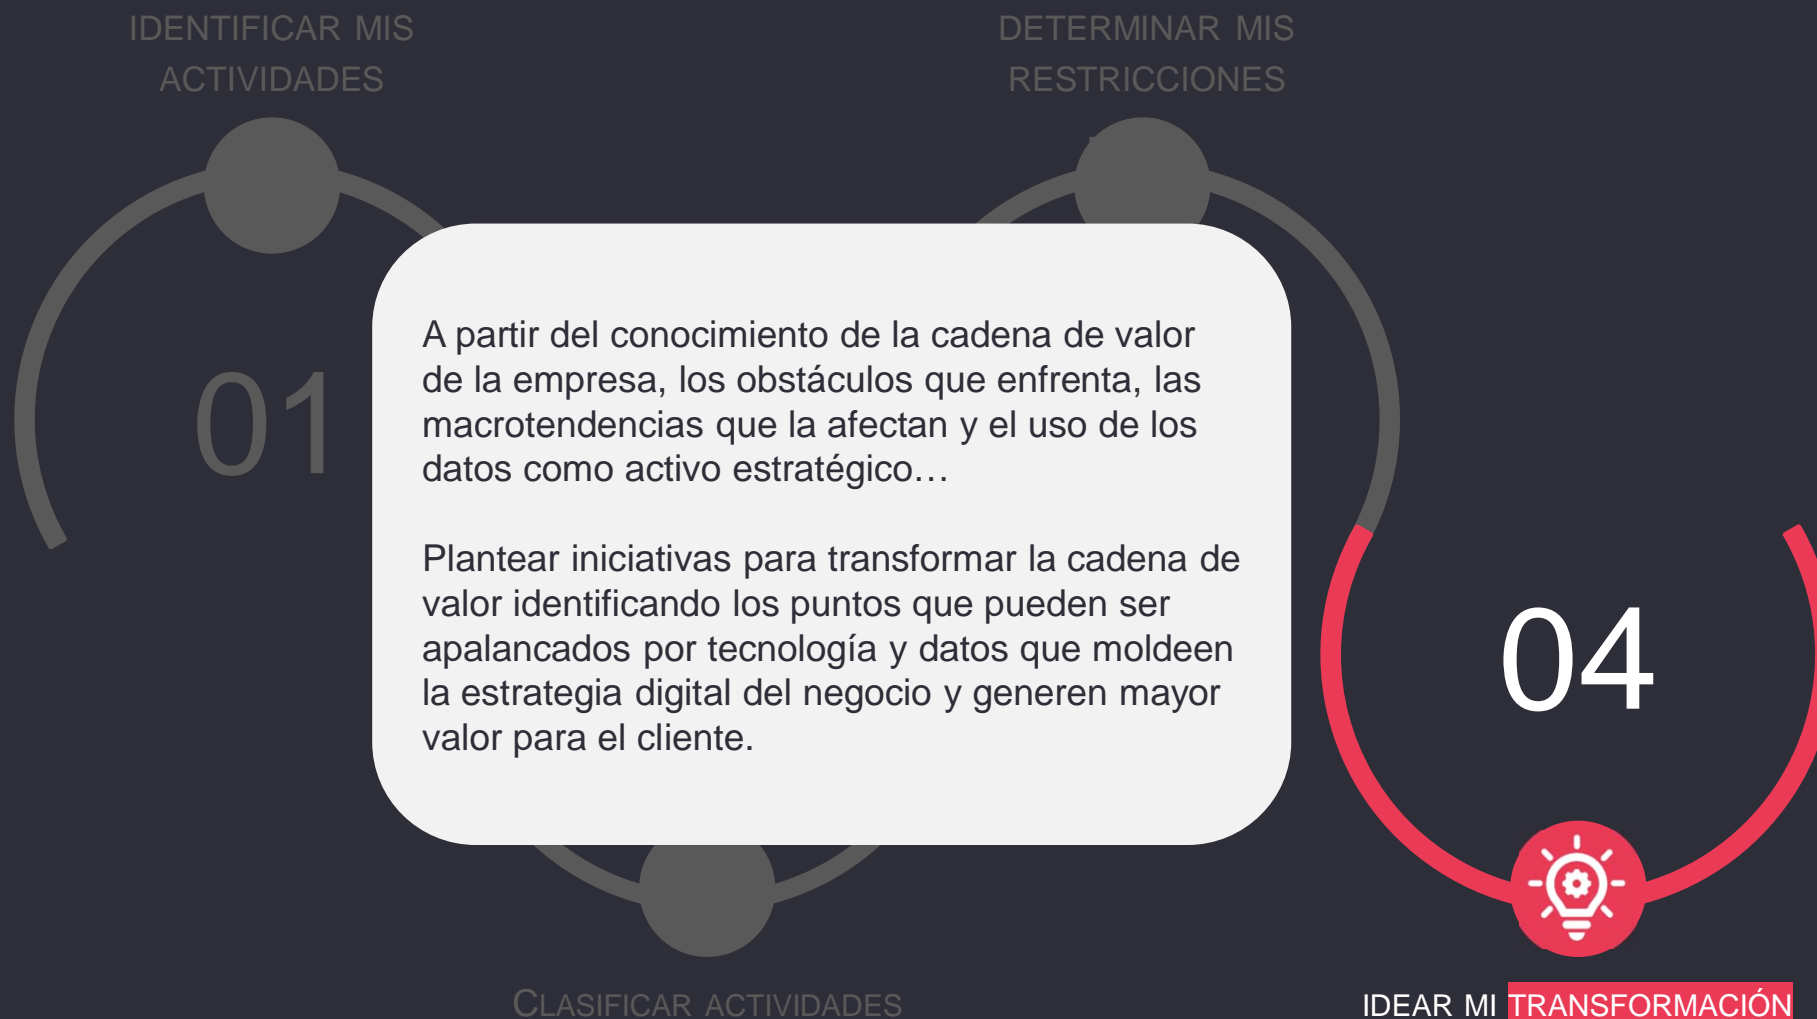 IDENTIFICAR MIS
ACTIVIDADES
DETERMINAR MIS
RESTRICCIONES
01
A partir del conocimiento de la cadena de valor
de la empresa, los obstáculos que enfrenta, las
macrotendencias que la afectan y el uso de los
datos como activo estratégico…
Plantear iniciativas para transformar la cadena de
valor identificando los puntos que pueden ser
apalancados por tecnología y datos que moldeen
la estrategia digital del negocio y generen mayor
valor para el cliente.
04
CLASIFICAR ACTIVIDADES
IDEAR MI TRANSFORMACIÓN